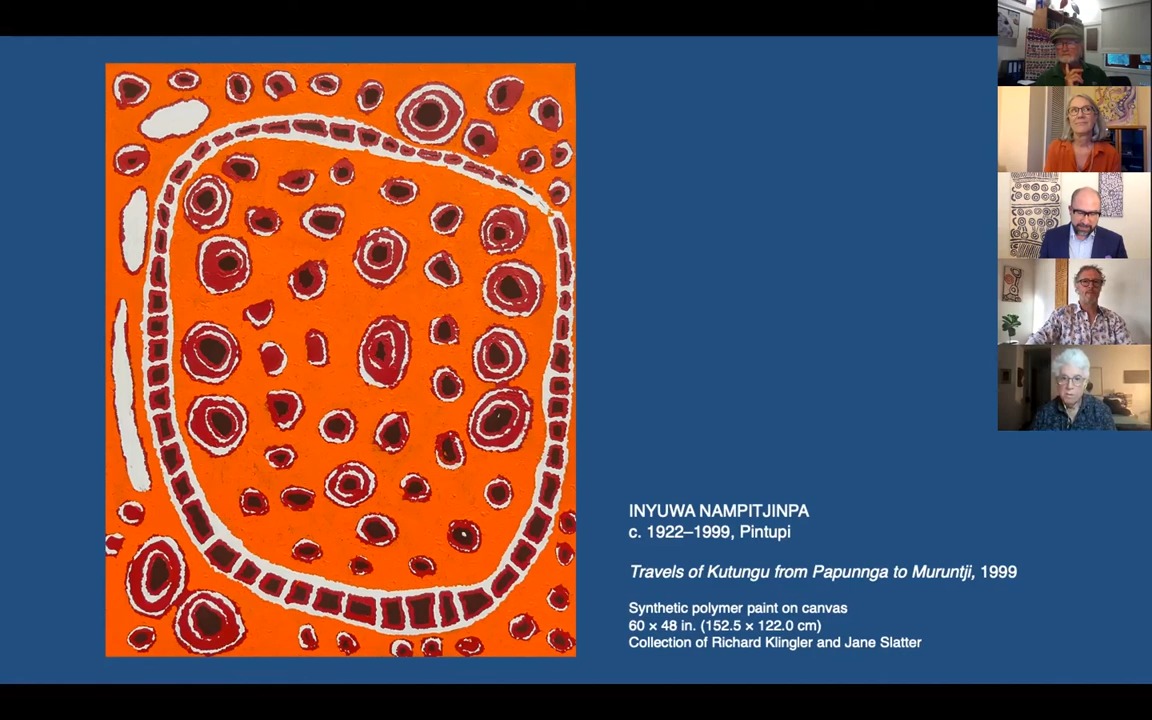 INYUWA NAMPITJINPA
c. 1922–1999, Pintupi
Travels of Kutungu from Papunnga to Muruntji, 1999
Synthetic polymer paint on canvas
60 × 48 in. (152.5 × 122.0 cm)
Collection of Richard Klingler and Jane Slatter